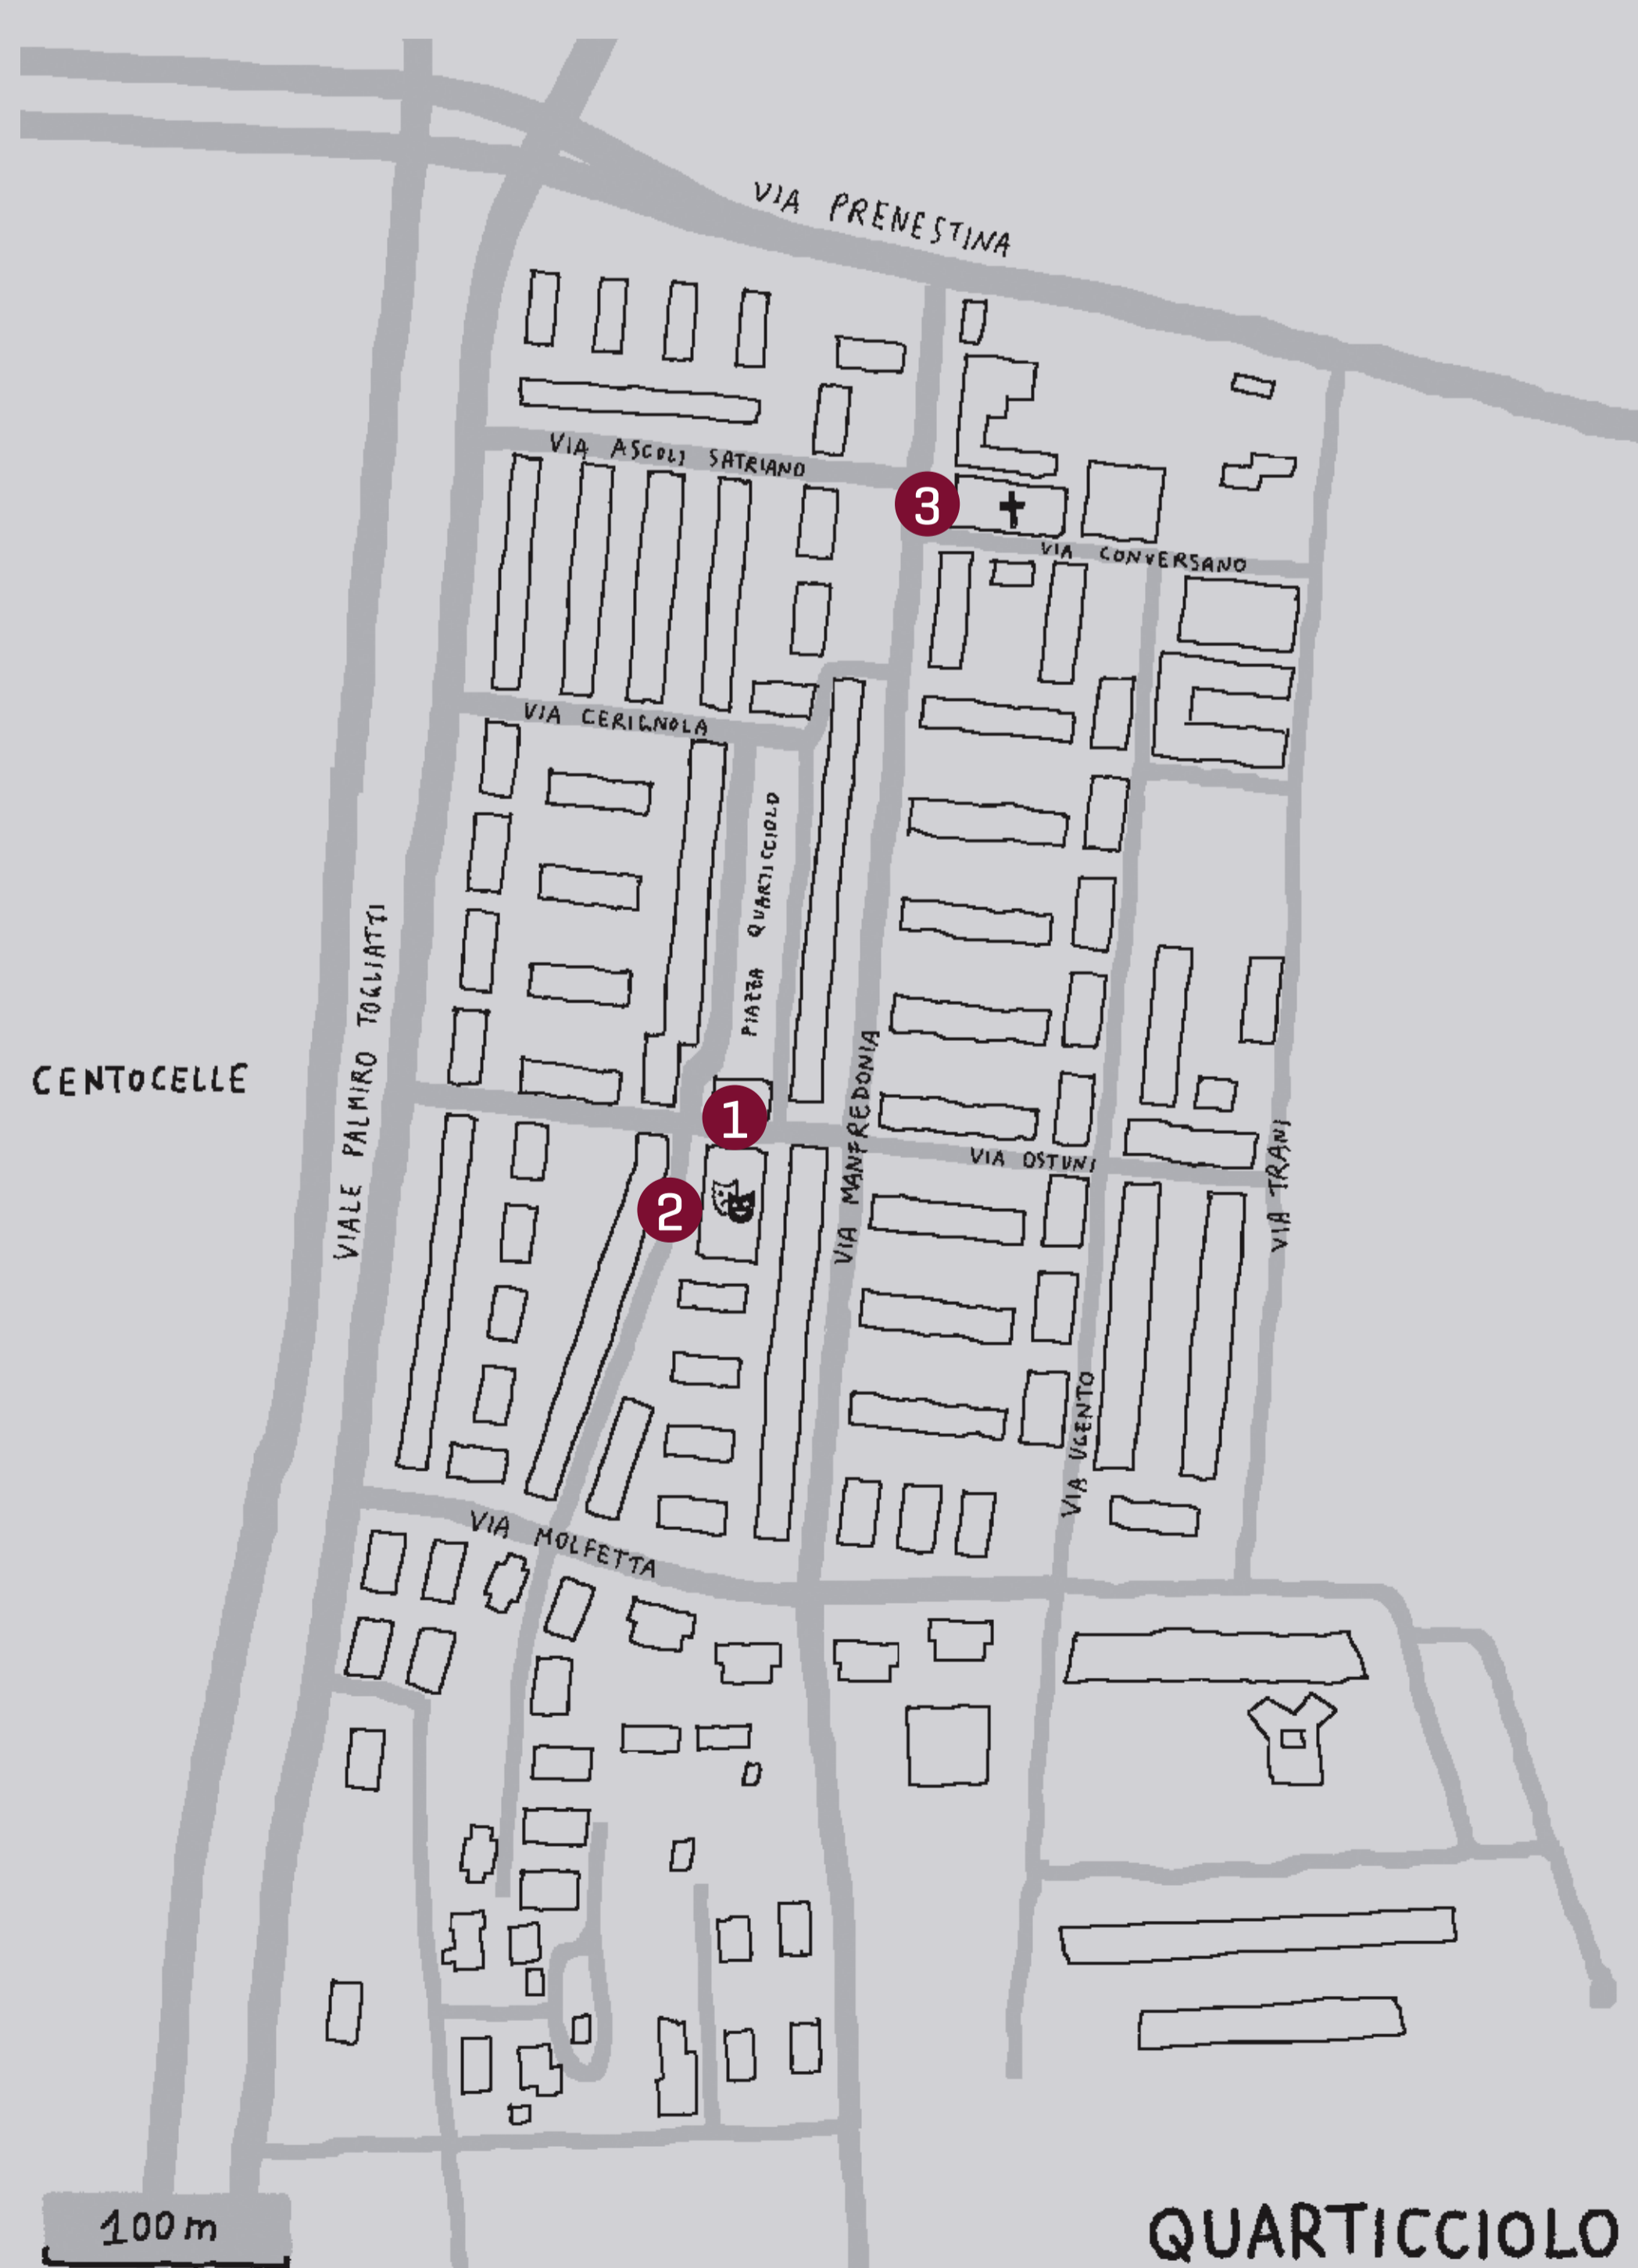 VIA PRENESTINA
VIA ASCOLI SATRIANO
3
VIA CONVERSANO
VIA CERIGNOLA
PIAZZA QUARTICCIOLO
VIALE PALMIRO TOGLIATTI
CENTOCELLE
1
VIA MANFREDONIA
VIA OSTUNI
VIA TRANI
2
VIA UGENTO
VIA MOLFETTA
100 m
QUARTICCIOLO